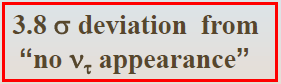 3.8 σ deviation from
“no ντ appearance”